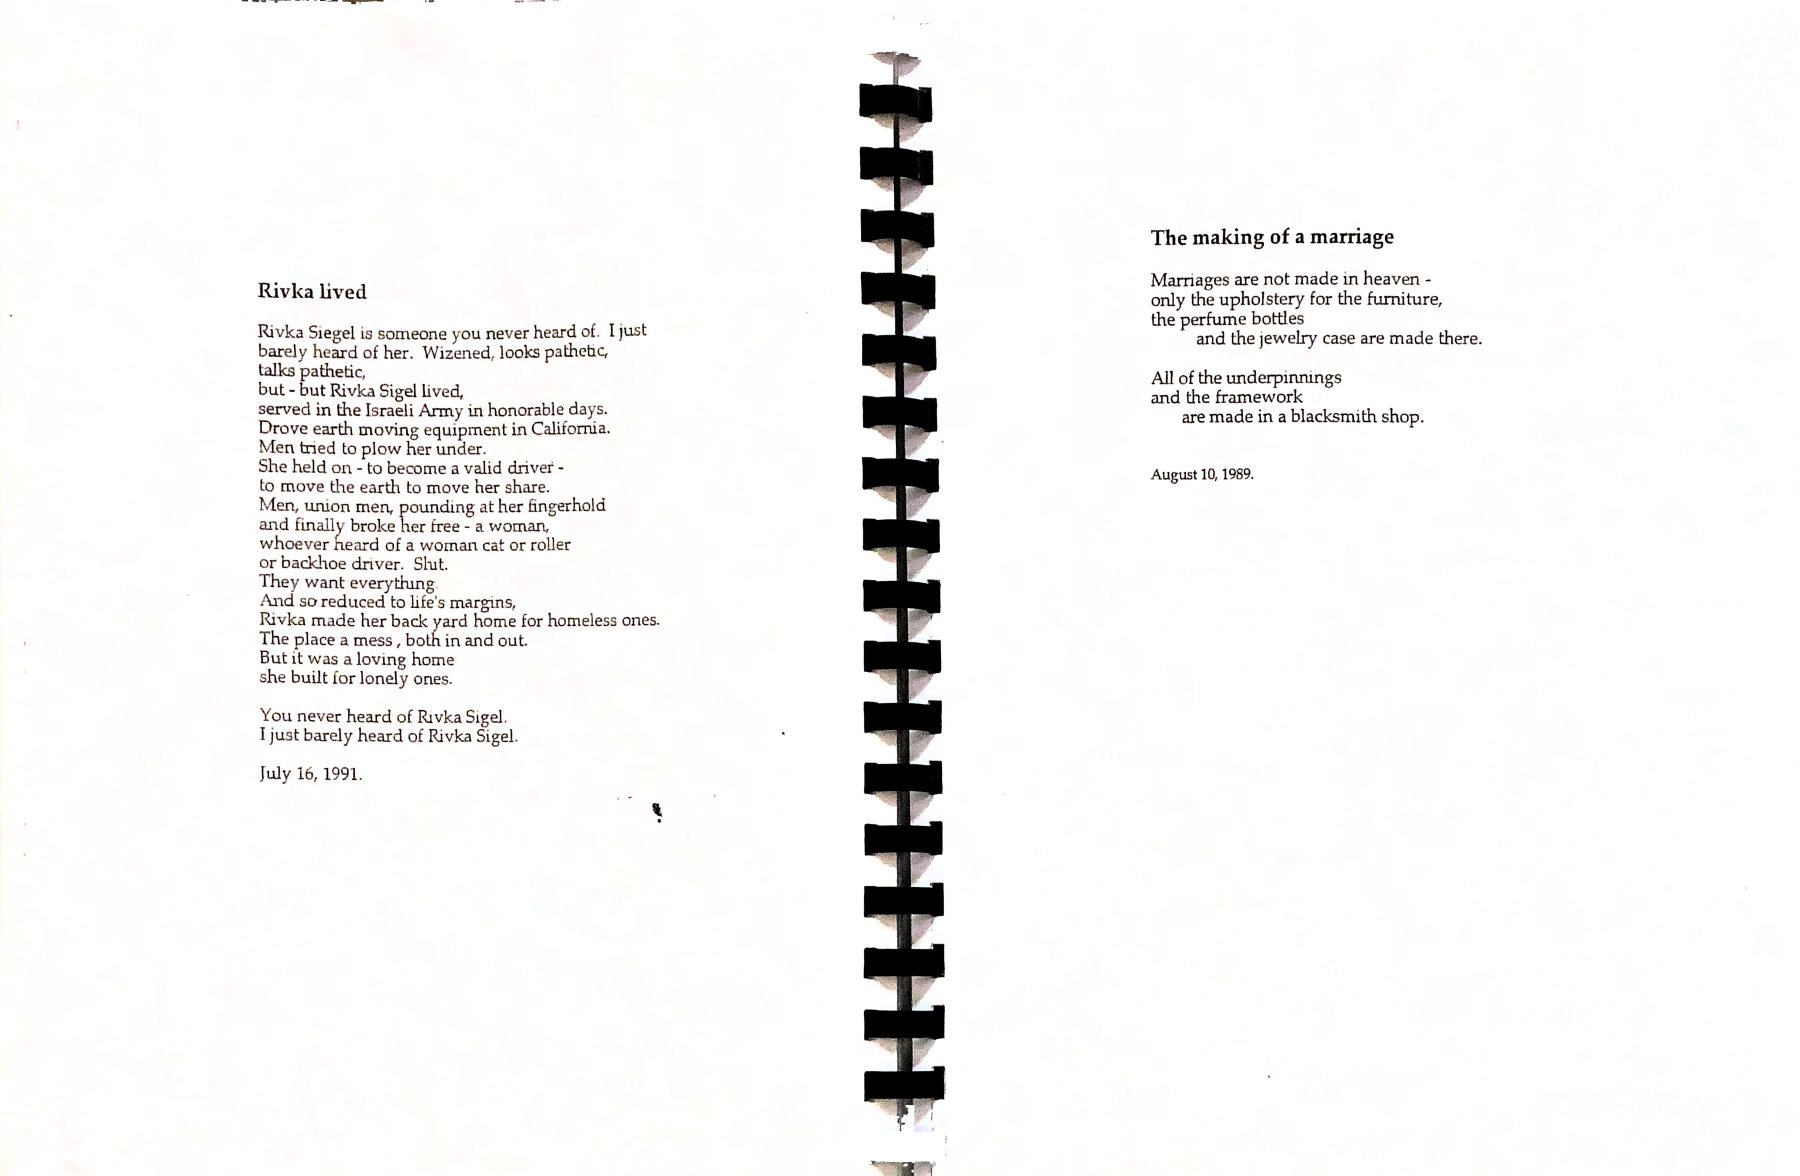 Rivka lived
Rivka Siegel is someone you never heard of.  I just
barely heard of her.  Wizened, looks pathetic,
talks pathetic,
but - but Rivka Sigel lived,
served in the Israeli Army in honorable days.
Drove earth moving equipment in California.
Men tried to plow her under.
She held on - to become a valid driver -
to move the earth to move her share.
Men, union men, pounding at her fingerhold
and finally broke her free - a woman,
whoever heard of a woman cat or roller
or backhoe driver.  Slut.
They want everything.
And so reduced to life's margins,
Rivka made her back yard home for homeless ones.
The place a mess , both in and out.
But it was a loving home
she built for lonely ones.

You never heard of Rivka Sigel.
I just barely heard of Rivka Sigel.

July 16, 1991.

The making of a marriage

Marriages are not made in heaven -
only the upholstery for the furniture,
the perfume bottles
and the jewelry case are made there.

All of the underpinnings
and the framework
are made in a blacksmith shop.

August 10, 1989.